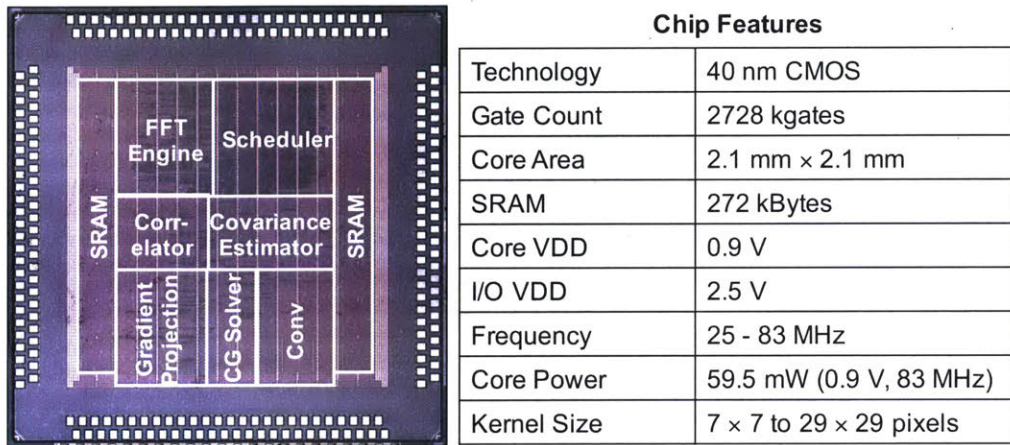 FFT
Engine
Scheduler
SRAM
Corr-
elator
Covariance
Estimator
SRAM
Gradient
Projection
CG Solver
Conv
Chip Features
Technology 40 nm CMOS
Gate Count 2728 kgates
Core Area 2.1 mm × 2.1 mm
SRAM 272 kBytes
Core VDD 0.9 V
I/O VDD 2.5 V
Frequency 25 - 83 MHz
Core Power 59.5 mW (0.9 V, 83 MHz)
Kernel Size 7 × 7 to 29 × 29 pixels